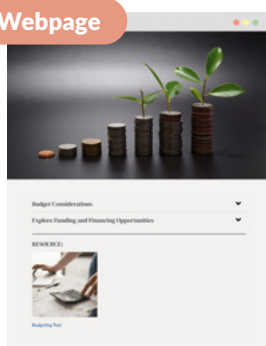 Webpage
Budget Considerations
Explore Funding and Financing Opportunities
RESOURCE:
Budgeting Tool